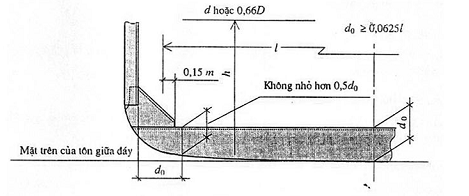 d hoặc 0,66D
d₀ ≥ 0,0625l
l
0,15 m
h
Không nhỏ hơn 0,5d₀
d₀
Mặt trên của tôn giữa đáy
d₀